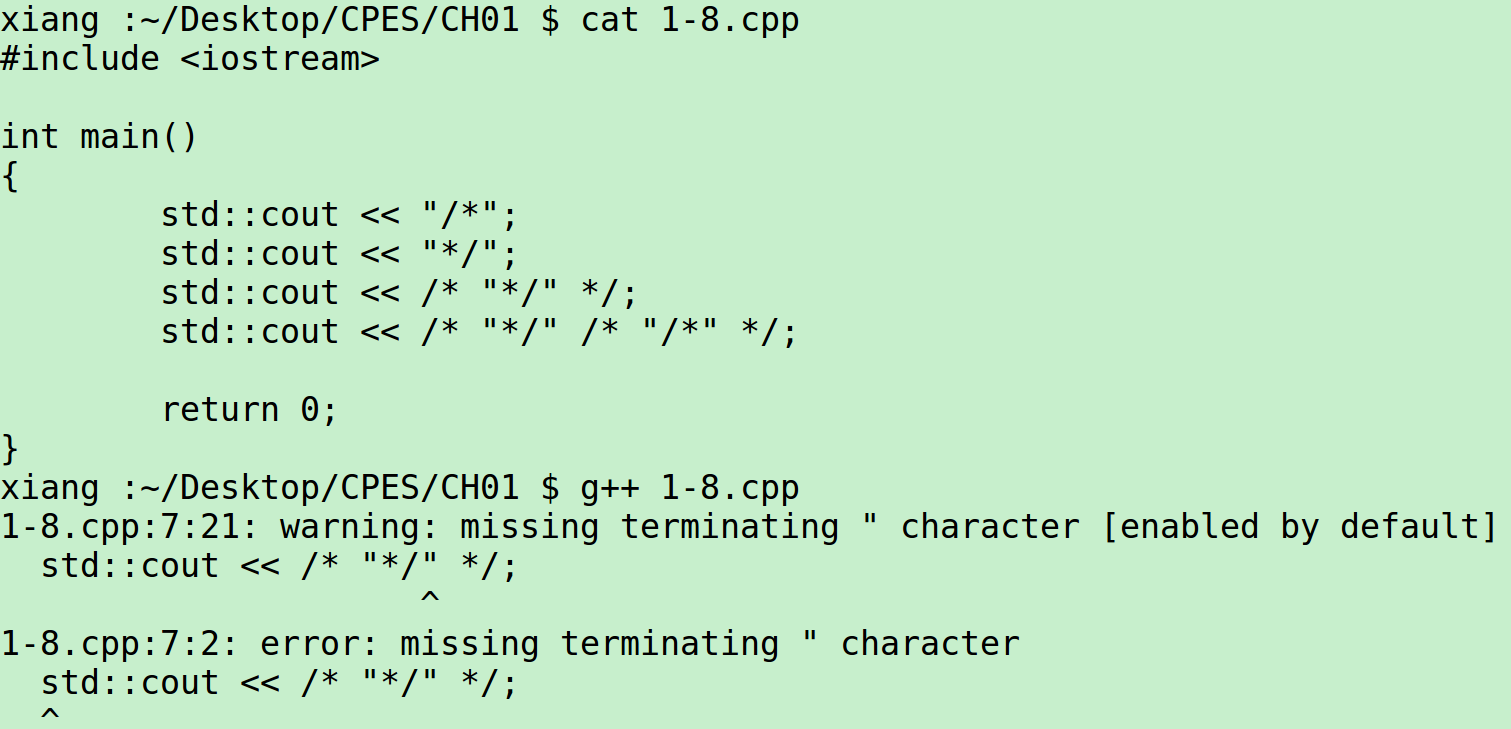 xiang :~/Desktop/CPES/CH01 $ cat 1-8.cpp
#include <iostream>

int main()
{
        std::cout << "/*";
        std::cout << "*/";
        std::cout << /* "*/" */;
        std::cout << /* "*/" /* "/*" */;

        return 0;
}
xiang :~/Desktop/CPES/CH01 $ g++ 1-8.cpp
1-8.cpp:7:21: warning: missing terminating " character [enabled by default]
  std::cout << /* "*/" */;
                     ^
1-8.cpp:7:2: error: missing terminating " character
  std::cout << /* "*/" */;
  ^